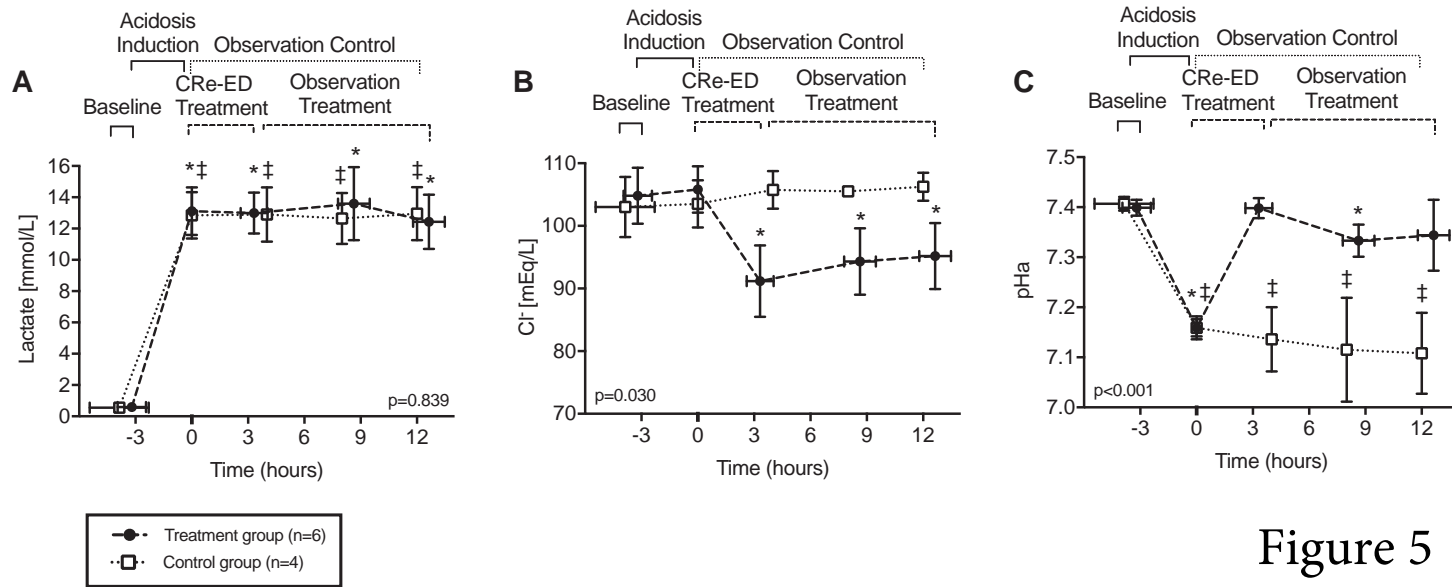 A
Acidosis
Induction
Observation Control
CRe-ED
Treatment
Observation
Treatment
Baseline
* ‡
* ‡
‡ *
‡ *
16
14
12
10
8
6
4
2
0
Lactate [mmol/L]
p=0.839
-3 0 3 6 9 12
Time (hours)
B
Acidosis
Induction
Observation Control
CRe-ED
Treatment
Observation
Treatment
Baseline
*
*
*
110
100
90
80
70
Cl- [mEq/L]
p=0.030
-3 0 3 6 9 12
Time (hours)
C
Acidosis
Induction
Observation Control
CRe-ED
Treatment
Observation
Treatment
Baseline
*
* ‡
‡
‡
‡
7.5
7.4
7.3
7.2
7.1
7.0
pHa
p<0.001
-3 0 3 6 9 12
Time (hours)
Treatment group (n=6)
Control group (n=4)
Figure 5